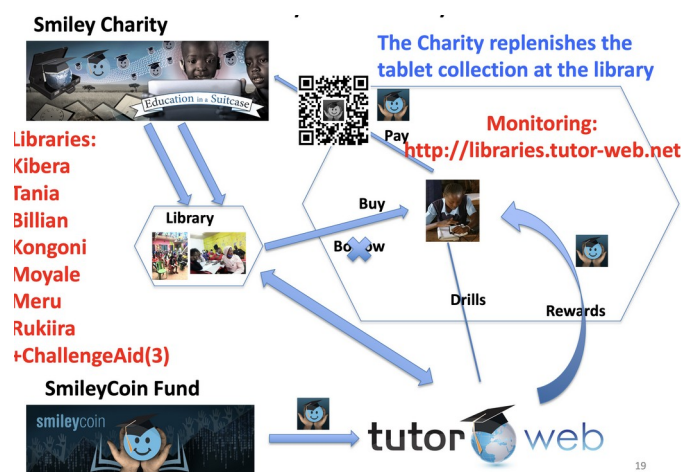 Smiley Charity
The Charity replenishes the
tablet collection at the library
Education in a Suitcase
Libraries:
Kibera
Tania
Billian
Kongoni
Moyale
Meru
Rukiira
+ChallengeAid(3)
Pay
Monitoring:
http://libraries.tutor-web.net
Library
Buy
Borrow
Drills
Rewards
SmileyCoin Fund
smileycoin
tutor web
19